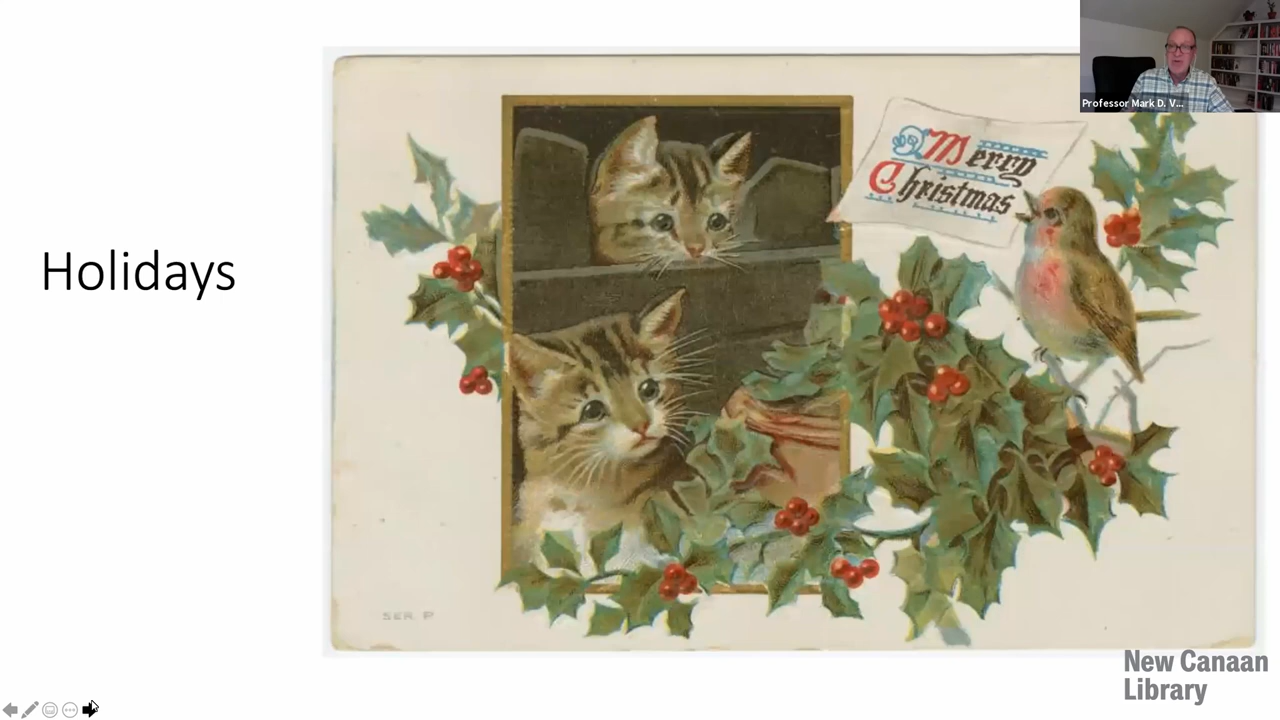 Holidays
Merry
Christmas
Professor Mark D. V...
SER. P
New Canaan
Library